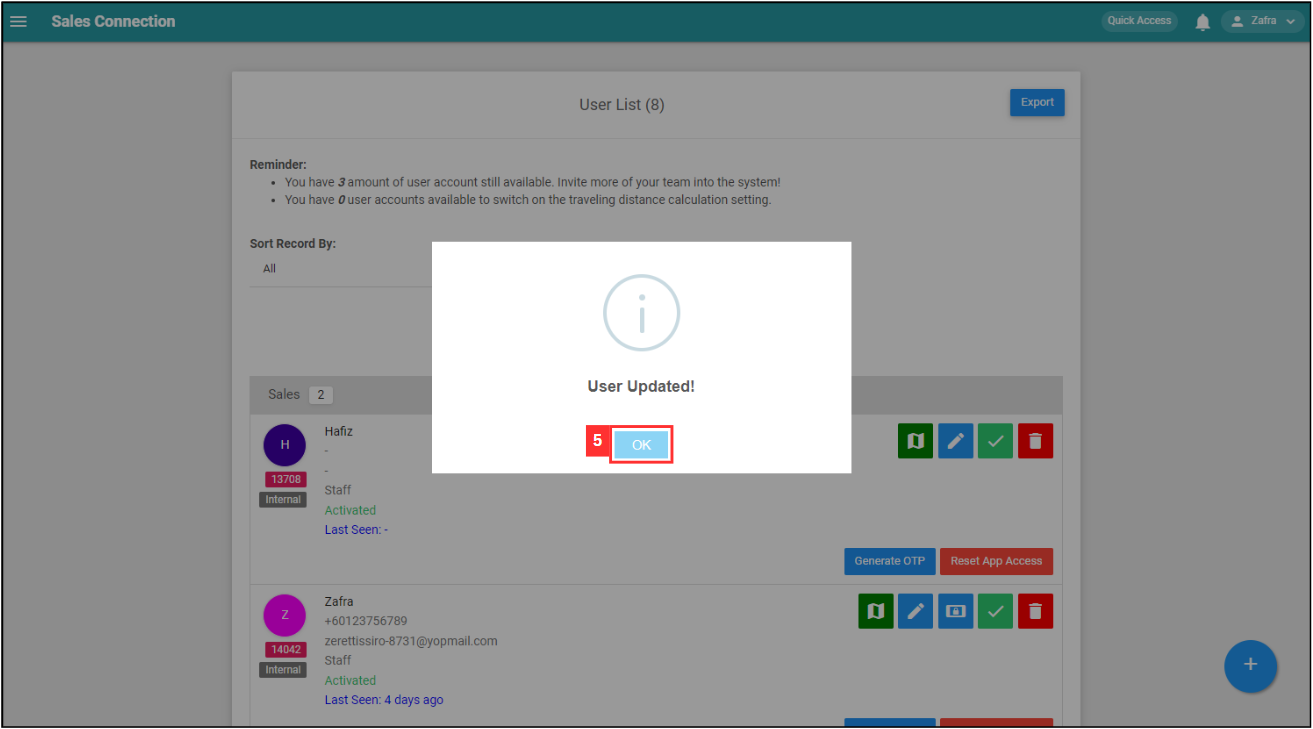 Sales Connection
Quick Access
Zafra
User List (8)
Export
Reminder:
• You have 3 amount of user account still available. Invite more of your team into the system!
• You have 0 user accounts available to switch on the traveling distance calculation setting.
Sort Record By:
All
User Updated!
5
OK
Sales 2
H
Hafiz
-
-
13708
Staff
Internal
Activated
Last Seen: -
Generate OTP
Reset App Access
Z
Zafra
+60123756789
zerettissiro-8731@yopmail.com
14042
Staff
Internal
Activated
Last Seen: 4 days ago
+